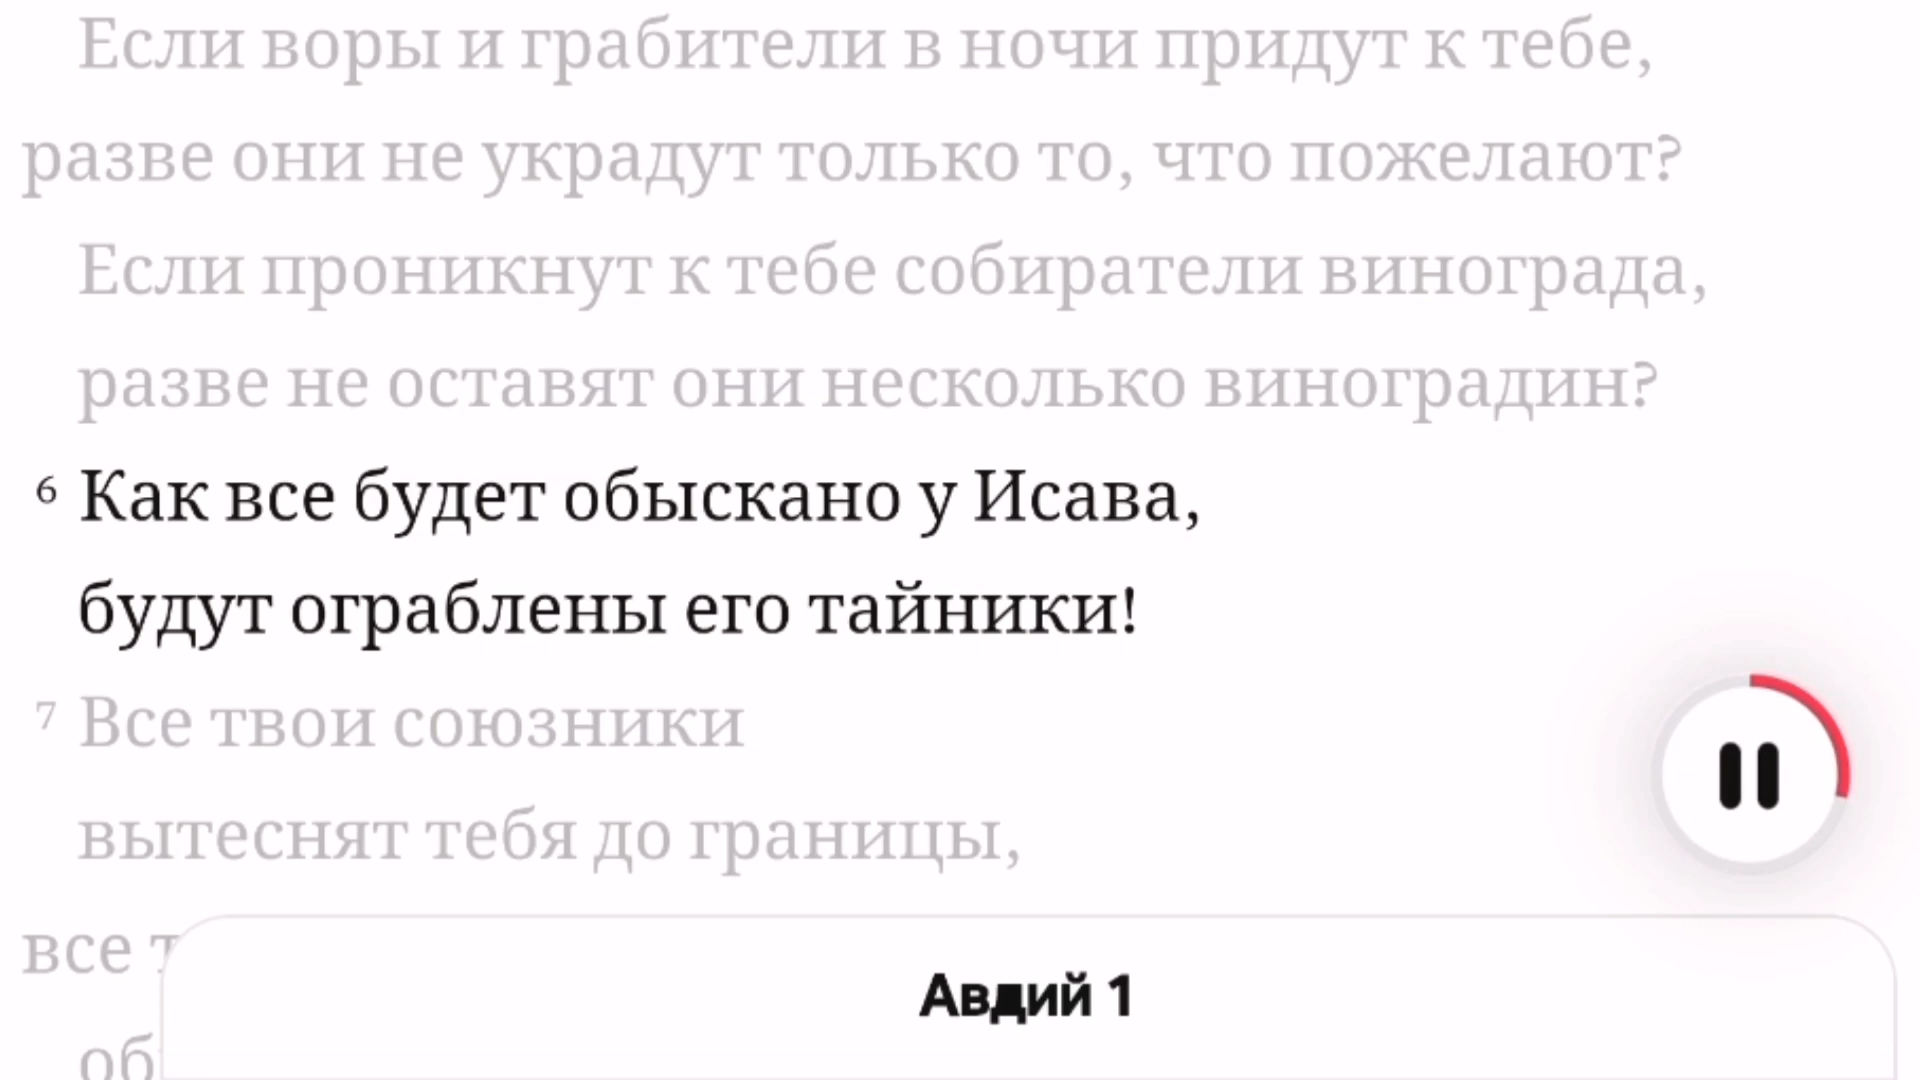 Если воры и грабители в ночи придут к тебе,
разве они не украдут только то, что пожелают?
Если проникнут к тебе собиратели винограда,
разве не оставят они несколько виноградин?
6 Как все будет обыскано у Исава,
будут ограблены его тайники!
7 Все твои союзники
вытеснят тебя до границы,
все
Авдий 1